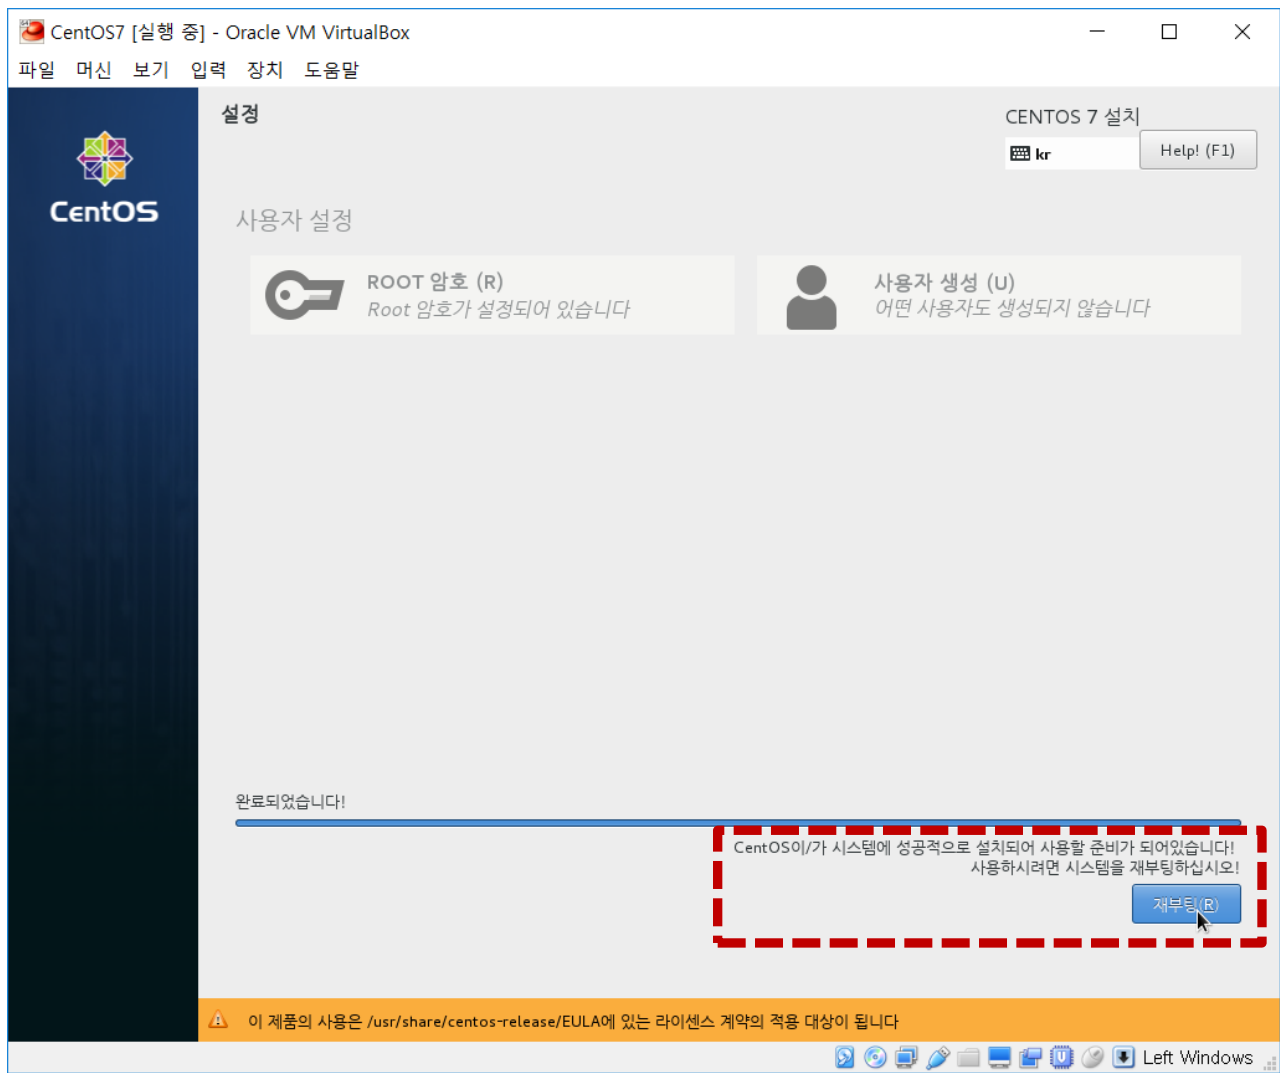 CentOS7 [실행 중] - Oracle VM VirtualBox
파일 머신 보기 입력 장치 도움말
설정
CENTOS 7 설치
kr
Help! (F1)
CentOS
사용자 설정
ROOT 암호 (R)
Root 암호가 설정되어 있습니다
사용자 생성 (U)
어떤 사용자도 생성되지 않습니다
완료되었습니다!
CentOS이/가 시스템에 성공적으로 설치되어 사용할 준비가 되어있습니다!
사용하시려면 시스템을 재부팅하십시오!
재부팅(R)
이 제품의 사용은 /usr/share/centos-release/EULA에 있는 라이센스 계약의 적용 대상이 됩니다
Left Windows